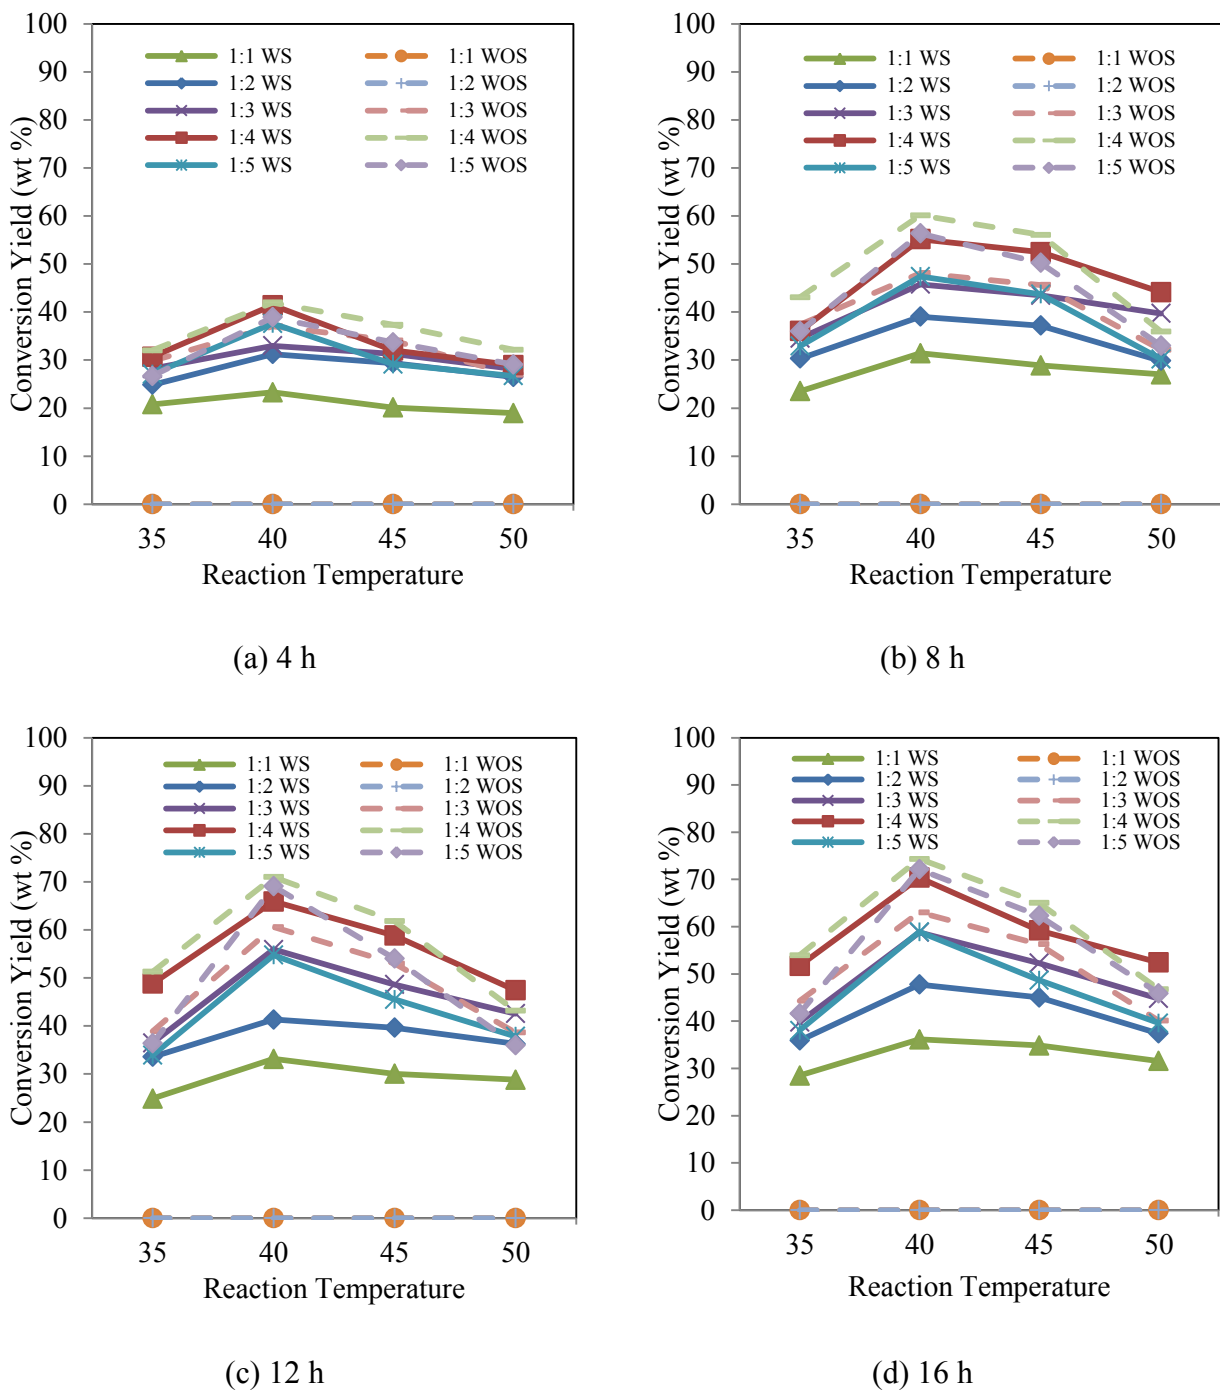 100
90
80
70
60
50
40
30
20
10
0
Conversion Yield (wt %)
1:1 WS
1:2 WS
1:3 WS
1:4 WS
1:5 WS
1:1 WOS
1:2 WOS
1:3 WOS
1:4 WOS
1:5 WOS
35 40 45 50
Reaction Temperature
(a) 4 h
100
90
80
70
60
50
40
30
20
10
0
Conversion Yield (wt %)
1:1 WS
1:2 WS
1:3 WS
1:4 WS
1:5 WS
1:1 WOS
1:2 WOS
1:3 WOS
1:4 WOS
1:5 WOS
35 40 45 50
Reaction Temperature
(b) 8 h
100
90
80
70
60
50
40
30
20
10
0
Conversion Yield (wt %)
1:1 WS
1:2 WS
1:3 WS
1:4 WS
1:5 WS
1:1 WOS
1:2 WOS
1:3 WOS
1:4 WOS
1:5 WOS
35 40 45 50
Reaction Temperature
(c) 12 h
100
90
80
70
60
50
40
30
20
10
0
Conversion Yield (wt %)
1:1 WS
1:2 WS
1:3 WS
1:4 WS
1:5 WS
1:1 WOS
1:2 WOS
1:3 WOS
1:4 WOS
1:5 WOS
35 40 45 50
Reaction Temperature
(d) 16 h